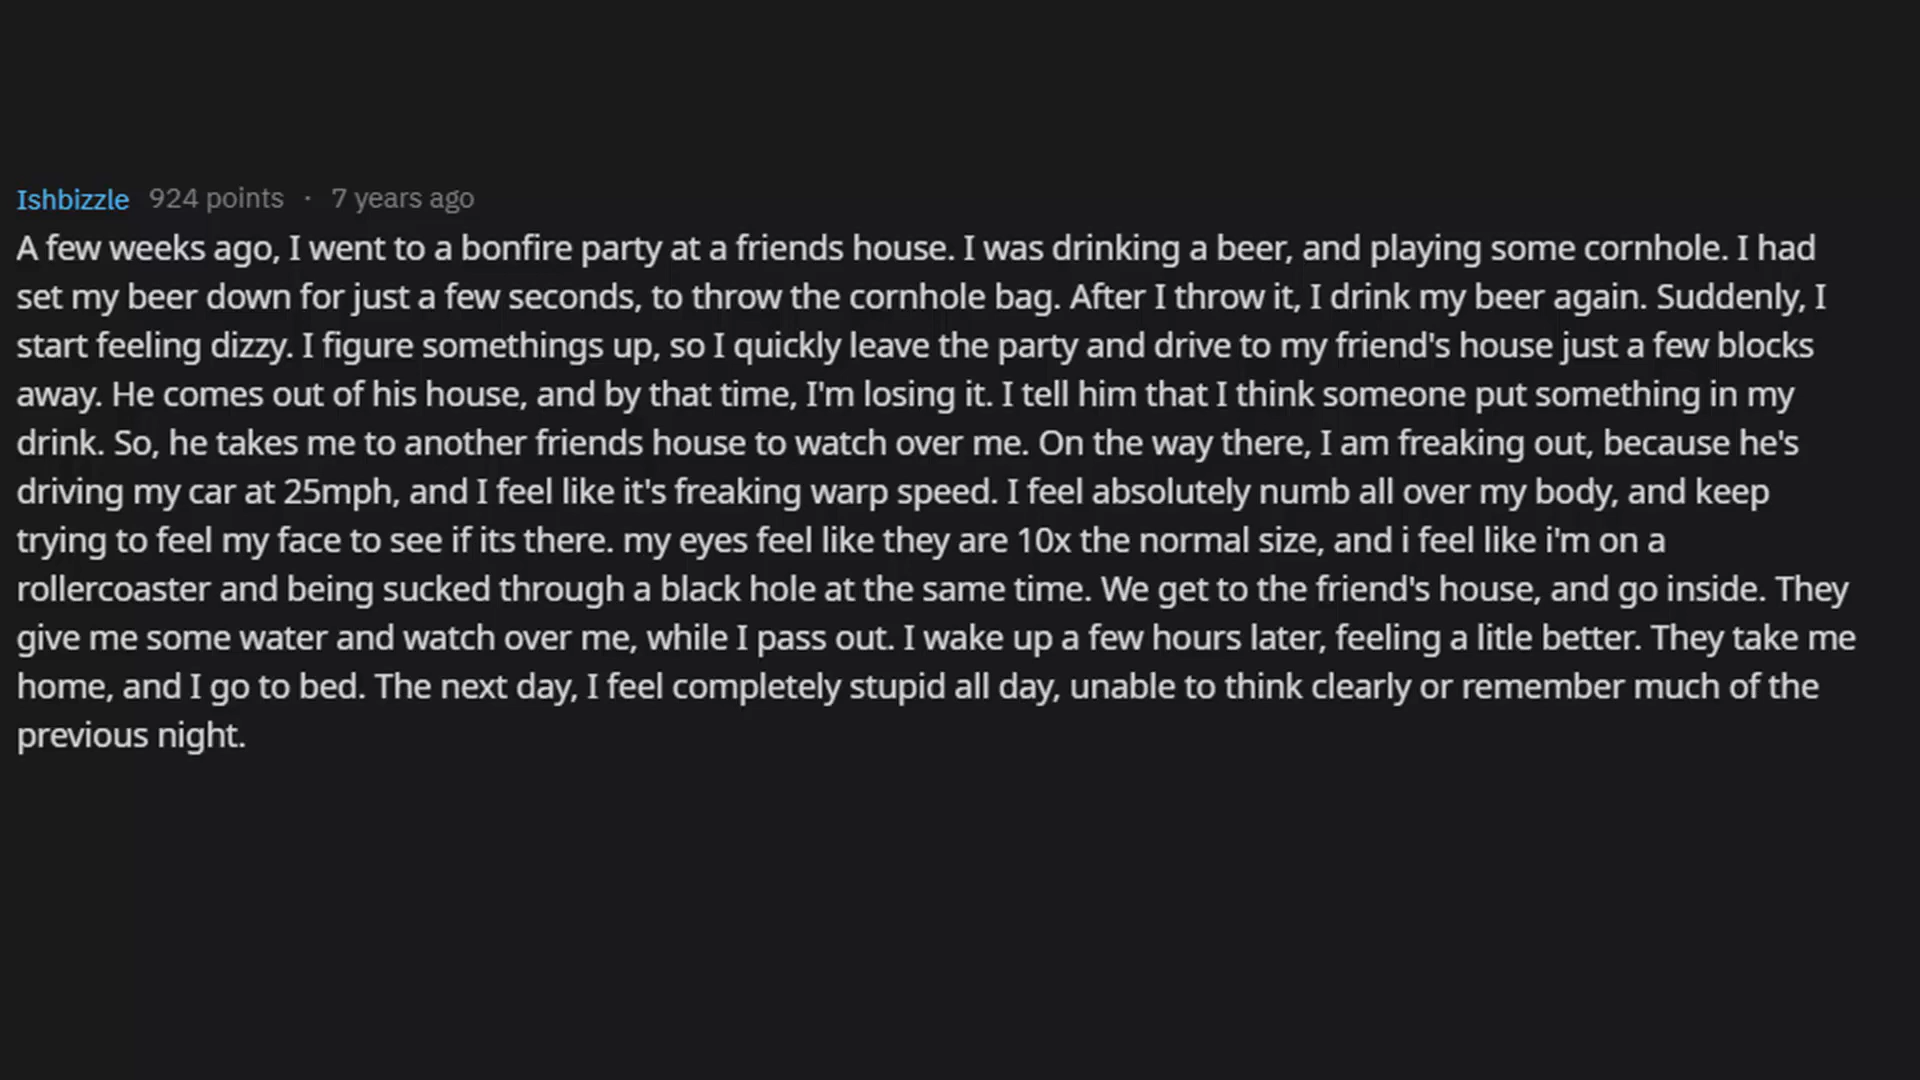 Ishbizzle 924 points · 7 years ago
A few weeks ago, I went to a bonfire party at a friends house. I was drinking a beer, and playing some cornhole. I had
set my beer down for just a few seconds, to throw the cornhole bag. After I throw it, I drink my beer again. Suddenly, I
start feeling dizzy. I figure somethings up, so I quickly leave the party and drive to my friend's house just a few blocks
away. He comes out of his house, and by that time, I'm losing it. I tell him that I think someone put something in my
drink. So, he takes me to another friends house to watch over me. On the way there, I am freaking out, because he's
driving my car at 25mph, and I feel like it's freaking warp speed. I feel absolutely numb all over my body, and keep
trying to feel my face to see if its there. my eyes feel like they are 10x the normal size, and i feel like i'm on a
rollercoaster and being sucked through a black hole at the same time. We get to the friend's house, and go inside. They
give me some water and watch over me, while I pass out. I wake up a few hours later, feeling a litle better. They take me
home, and I go to bed. The next day, I feel completely stupid all day, unable to think clearly or remember much of the
previous night.